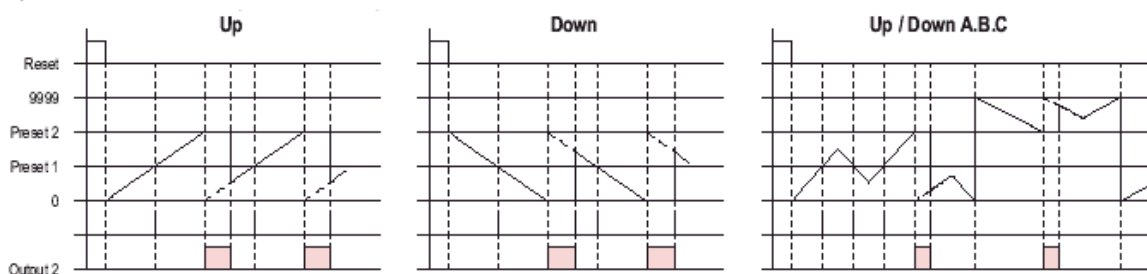 Up
Down
Up / Down A.B.C
Reset
9999
Preset 2
Preset 1
0
Output 2